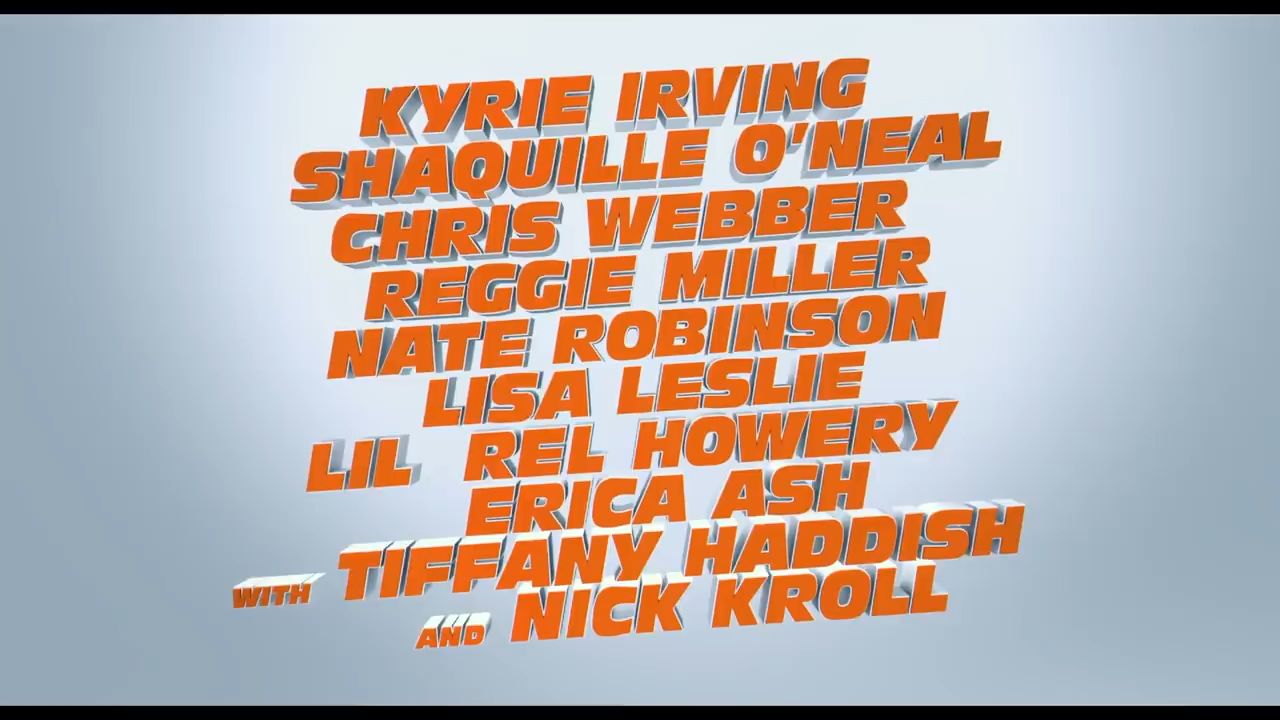 KYRIE IRVING
SHAQUILLE O'NEAL
CHRIS WEBBER
REGGIE MILLER
NATE ROBINSON
LISA LESLIE
LIL REL HOWERY
ERICA ASH
WITH TIFFANY HADDISH
AND NICK KROLL